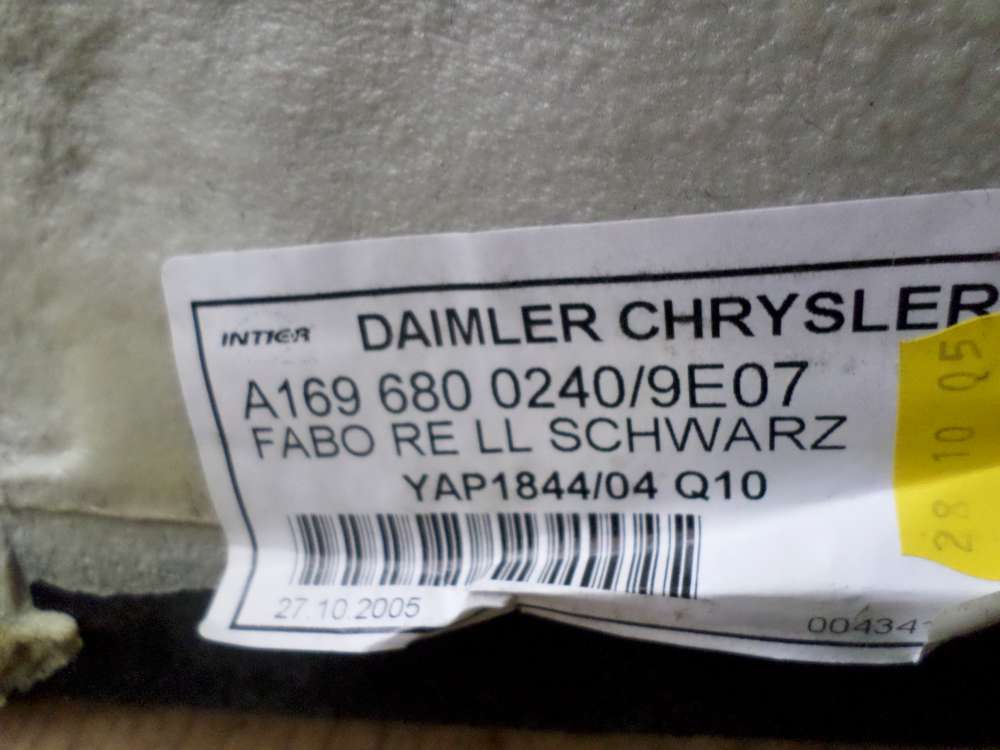 INTIER DAIMLER CHRYSLER
A169 680 0240/9E07
FABO RE LL SCHWARZ
YAP1844/04 Q10
27.10.2005
28 10 05